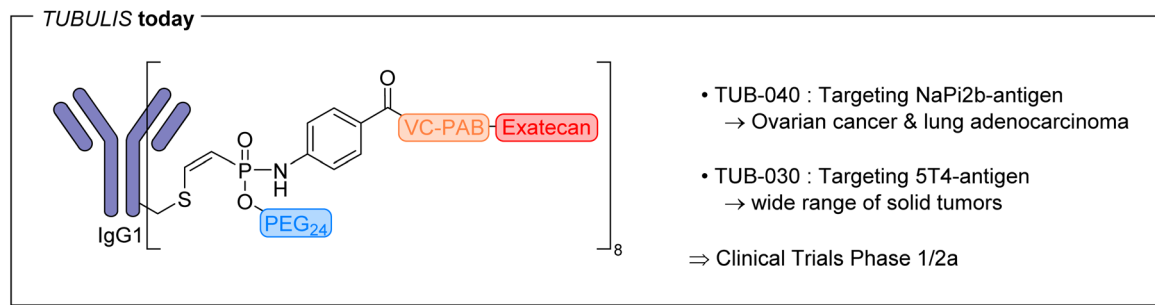 TUBULIS today
O
VC-PAB
Exatecan
O
P
N
H
S
O
PEG24
IgG1
8
• TUB-040 : Targeting NaPi2b-antigen
→ Ovarian cancer & lung adenocarcinoma
• TUB-030 : Targeting 5T4-antigen
→ wide range of solid tumors
⇒ Clinical Trials Phase 1/2a